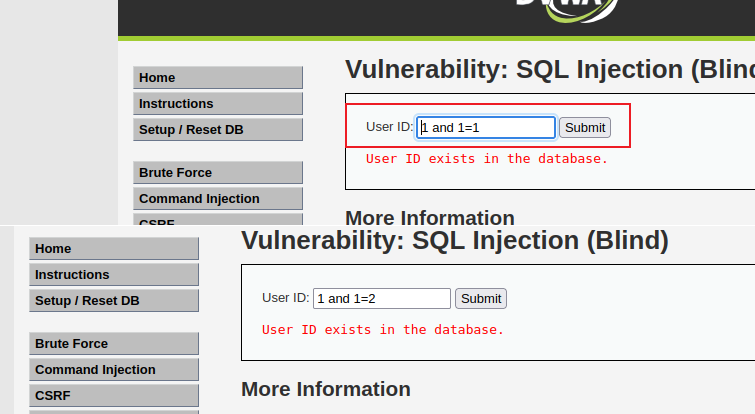 DVWA
Vulnerability: SQL Injection (Blind
Home
Instructions
Setup / Reset DB
User ID: 1 and 1=1 Submit
User ID exists in the database.
Brute Force
Command Injection
CSRF
More Information
Vulnerability: SQL Injection (Blind)
Home
Instructions
Setup / Reset DB
User ID: 1 and 1=2 Submit
User ID exists in the database.
Brute Force
Command Injection
CSRF
More Information